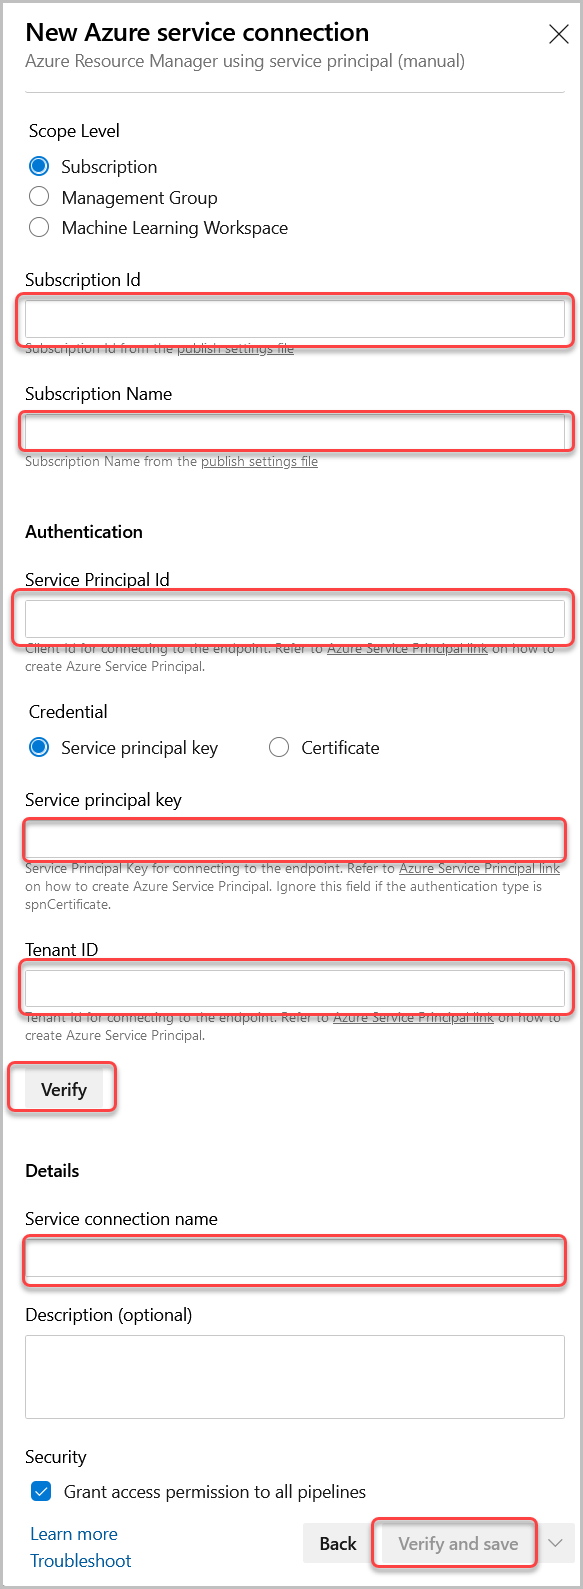 New Azure service connection
Azure Resource Manager using service principal (manual)
Scope Level
Subscription
Management Group
Machine Learning Workspace
Subscription Id
Subscription Id from the publish settings file
Subscription Name
Subscription Name from the publish settings file
Authentication
Service Principal Id
Client Id for connecting to the endpoint. Refer to Azure Service Principal link on how to
create Azure Service Principal.
Credential
Service principal key
Certificate
Service principal key
Service Principal Key for connecting to the endpoint. Refer to Azure Service Principal link
on how to create Azure Service Principal. Ignore this field if the authentication type is
spnCertificate.
Tenant ID
Tenant Id for connecting to the endpoint. Refer to Azure Service Principal link on how to
create Azure Service Principal.
Verify
Details
Service connection name
Description (optional)
Security
Grant access permission to all pipelines
Learn more
Troubleshoot
Back
Verify and save